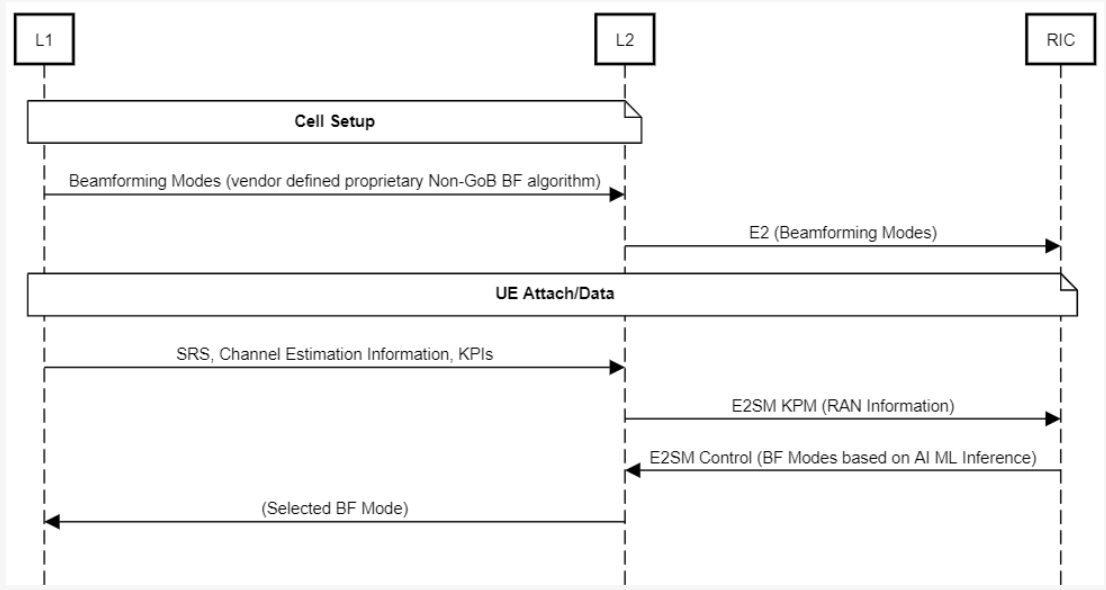 L1
L2
RIC
Cell Setup
Beamforming Modes (vendor defined proprietary Non-GoB BF algorithm)
E2 (Beamforming Modes)
UE Attach/Data
SRS, Channel Estimation Information, KPIs
E2SM KPM (RAN Information)
E2SM Control (BF Modes based on AI ML Inference)
(Selected BF Mode)